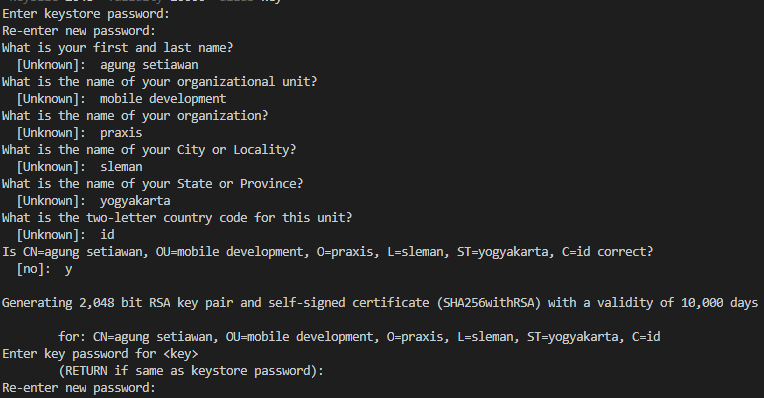 Enter keystore password:
Re-enter new password:
What is your first and last name?
[Unknown]: agung setiawan
What is the name of your organizational unit?
[Unknown]: mobile development
What is the name of your organization?
[Unknown]: praxis
What is the name of your City or Locality?
[Unknown]: sleman
What is the name of your State or Province?
[Unknown]: yogyakarta
What is the two-letter country code for this unit?
[Unknown]: id
Is CN=agung setiawan, OU=mobile development, O=praxis, L=sleman, ST=yogyakarta, C=id correct?
[no]: y
Generating 2,048 bit RSA key pair and self-signed certificate (SHA256withRSA) with a validity of 10,000 days
for: CN=agung setiawan, OU=mobile development, O=praxis, L=sleman, ST=yogyakarta, C=id
Enter key password for <key>
(RETURN if same as keystore password):
Re-enter new password: